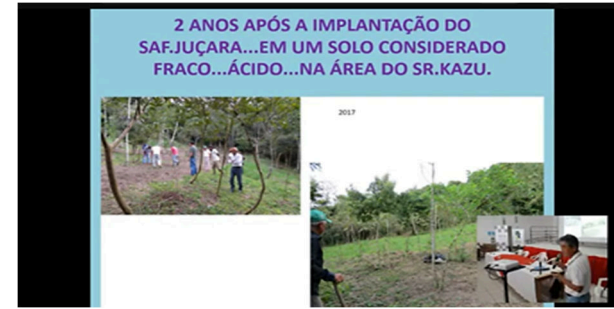 2 ANOS APÓS A IMPLANTAÇÃO DO
SAF.JUÇARA...EM UM SOLO CONSIDERADO
FRACO...ÁCIDO...NA ÁREA DO SR.KAZU.
2017